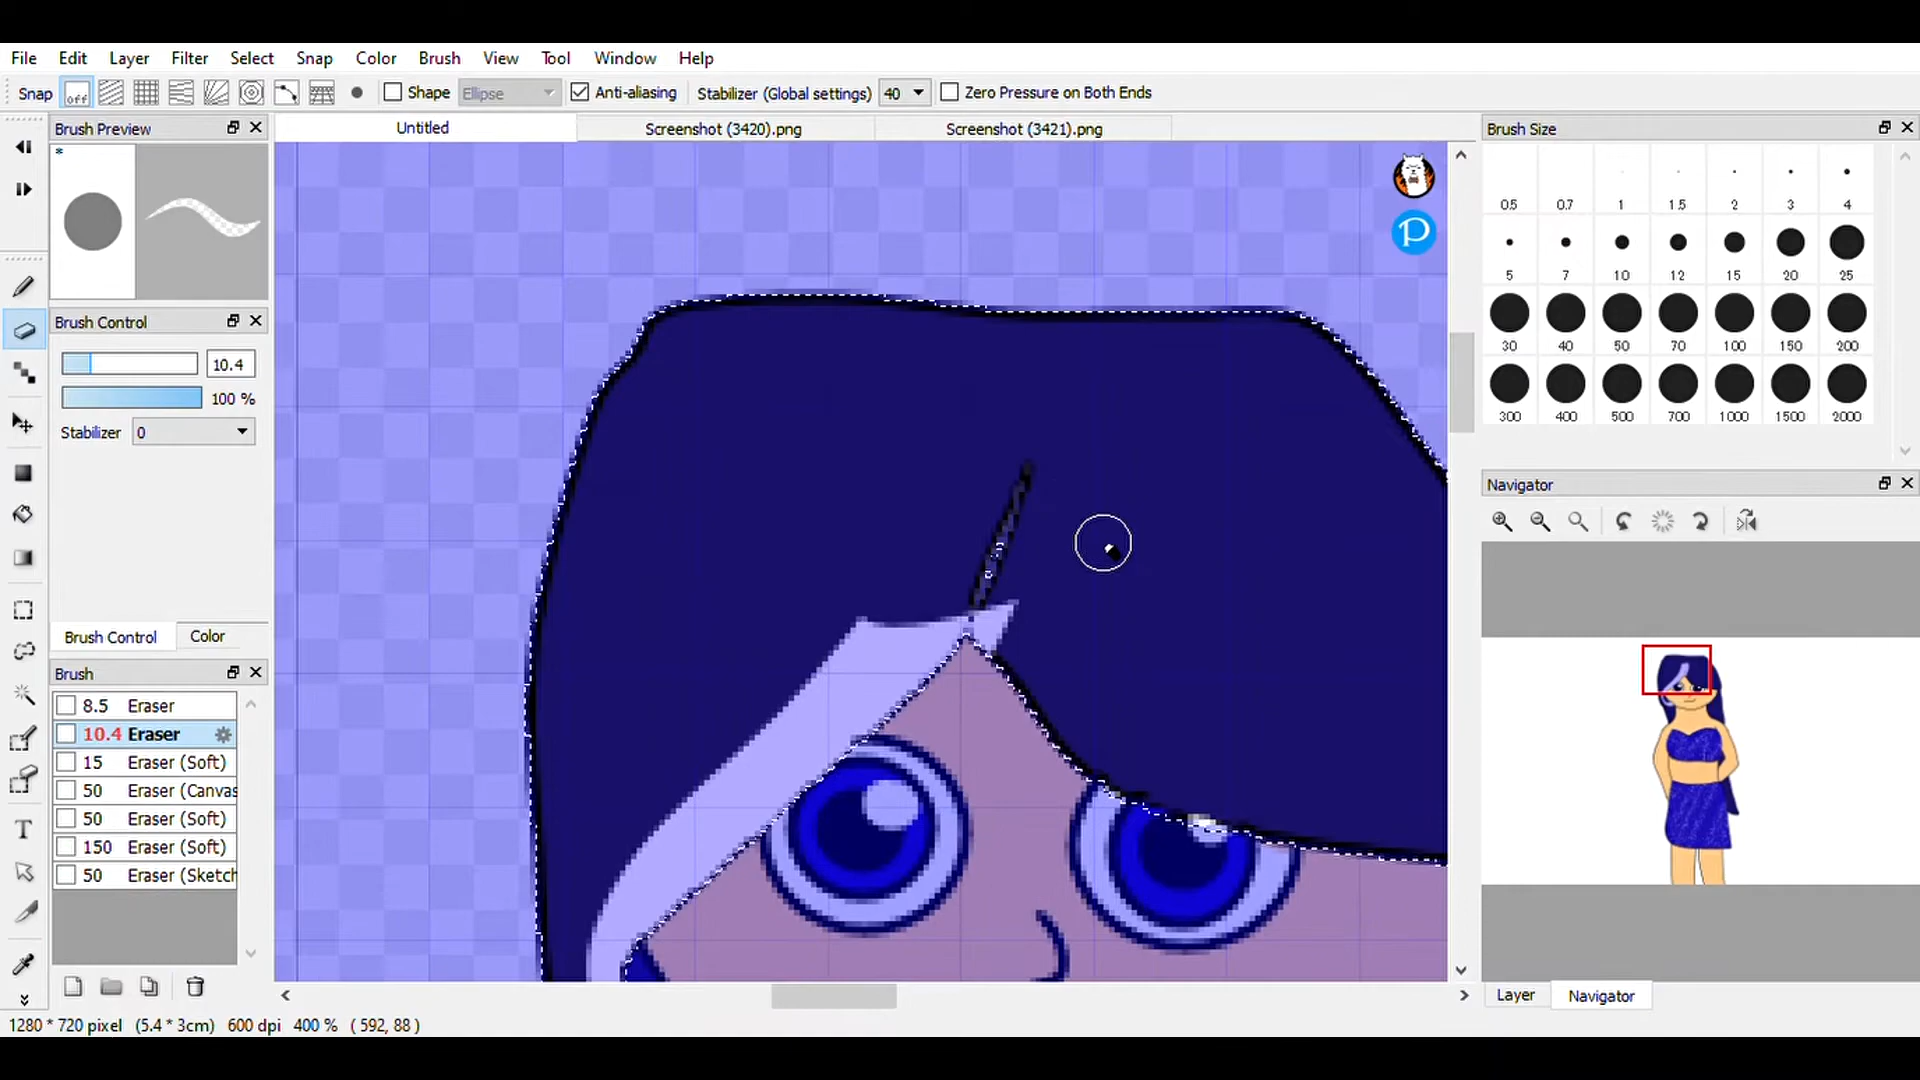 File Edit Layer Filter Select Snap Color Brush View Tool Window Help
Snap off Shape Ellipse Anti-aliasing Stabilizer (Global settings) 40 Zero Pressure on Both Ends
Brush Preview
Untitled Screenshot (3420).png Screenshot (3421).png
Brush Size
*
P
0.5 0.7 1 1.5 2 3 4
5 7 10 12 15 20 25
30 40 50 70 100 150 200
300 400 500 700 1000 1500 2000
Brush Control
10.4
100 %
Stabilizer 0
Brush Control Color
Brush
8.5 Eraser
10.4 Eraser
15 Eraser (Soft)
50 Eraser (Canvas
50 Eraser (Soft)
150 Eraser (Soft)
50 Eraser (Sketch
T
Navigator
Layer Navigator
1280 * 720 pixel (5.4 * 3cm) 600 dpi 400 % ( 592, 88 )